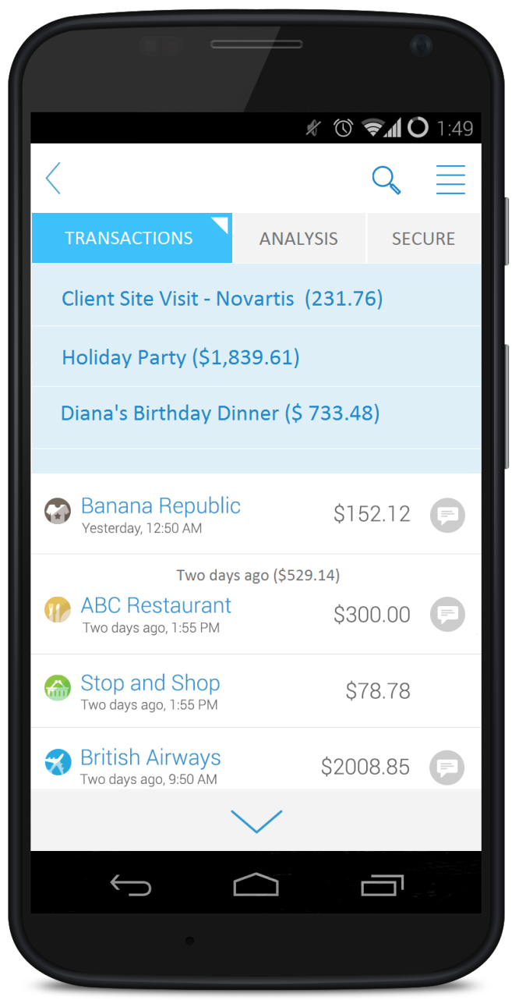 1:49
TRANSACTIONS ANALYSIS SECURE
Client Site Visit - Novartis (231.76)
Holiday Party ($1,839.61)
Diana's Birthday Dinner ($ 733.48)
Banana Republic $152.12
Yesterday, 12:50 AM
Two days ago ($529.14)
ABC Restaurant $300.00
Two days ago, 1:55 PM
Stop and Shop $78.78
Two days ago, 1:55 PM
British Airways $2008.85
Two days ago, 9:50 AM